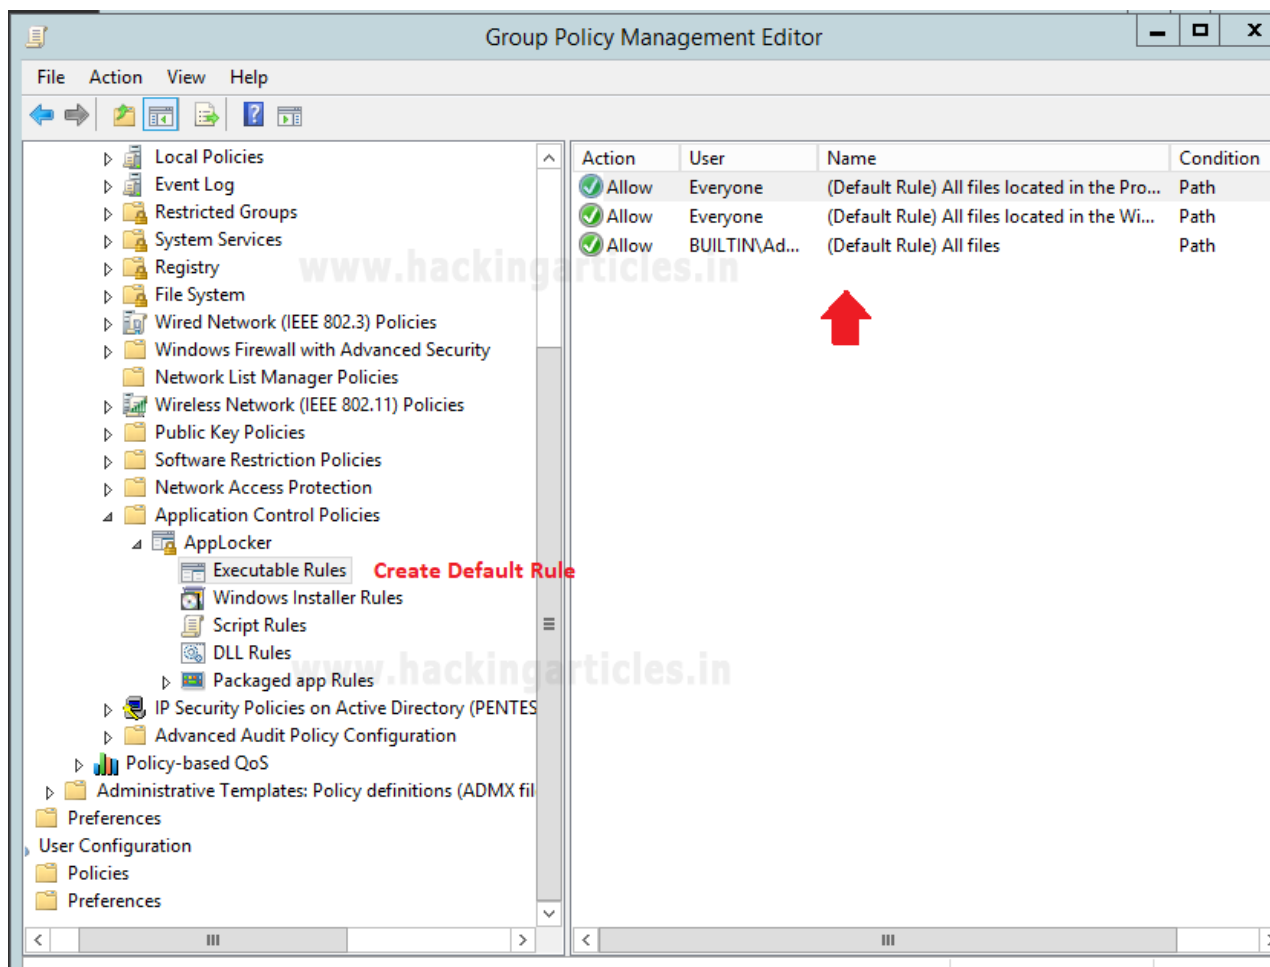 Group Policy Management Editor
File Action View Help
Local Policies
Event Log
Restricted Groups
System Services
Registry
File System
Wired Network (IEEE 802.3) Policies
Windows Firewall with Advanced Security
Network List Manager Policies
Wireless Network (IEEE 802.11) Policies
Public Key Policies
Software Restriction Policies
Network Access Protection
Application Control Policies
AppLocker
Executable Rules Create Default Rule
Windows Installer Rules
Script Rules
DLL Rules
Packaged app Rules
IP Security Policies on Active Directory (PENTES
Advanced Audit Policy Configuration
Policy-based QoS
Administrative Templates: Policy definitions (ADMX fil
Preferences
User Configuration
Policies
Preferences
Action User Name Condition
Allow Everyone (Default Rule) All files located in the Pro... Path
Allow Everyone (Default Rule) All files located in the Wi... Path
Allow BUILTIN\Ad... (Default Rule) All files Path
www.hackingarticles.in
www.hackingarticles.in